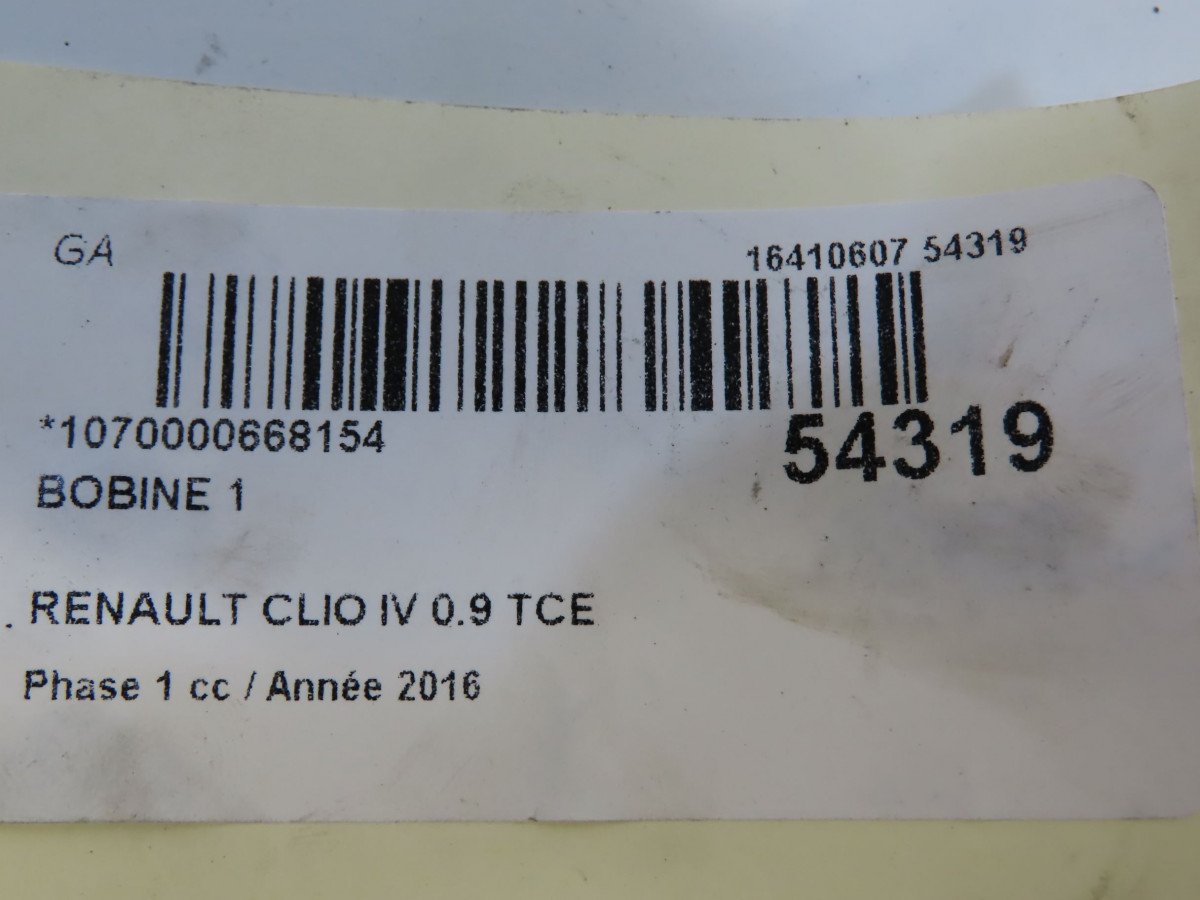 GA
16410607 54319
*1070000668154
54319
BOBINE 1
RENAULT CLIO IV 0.9 TCE
Phase 1 cc / Année 2016